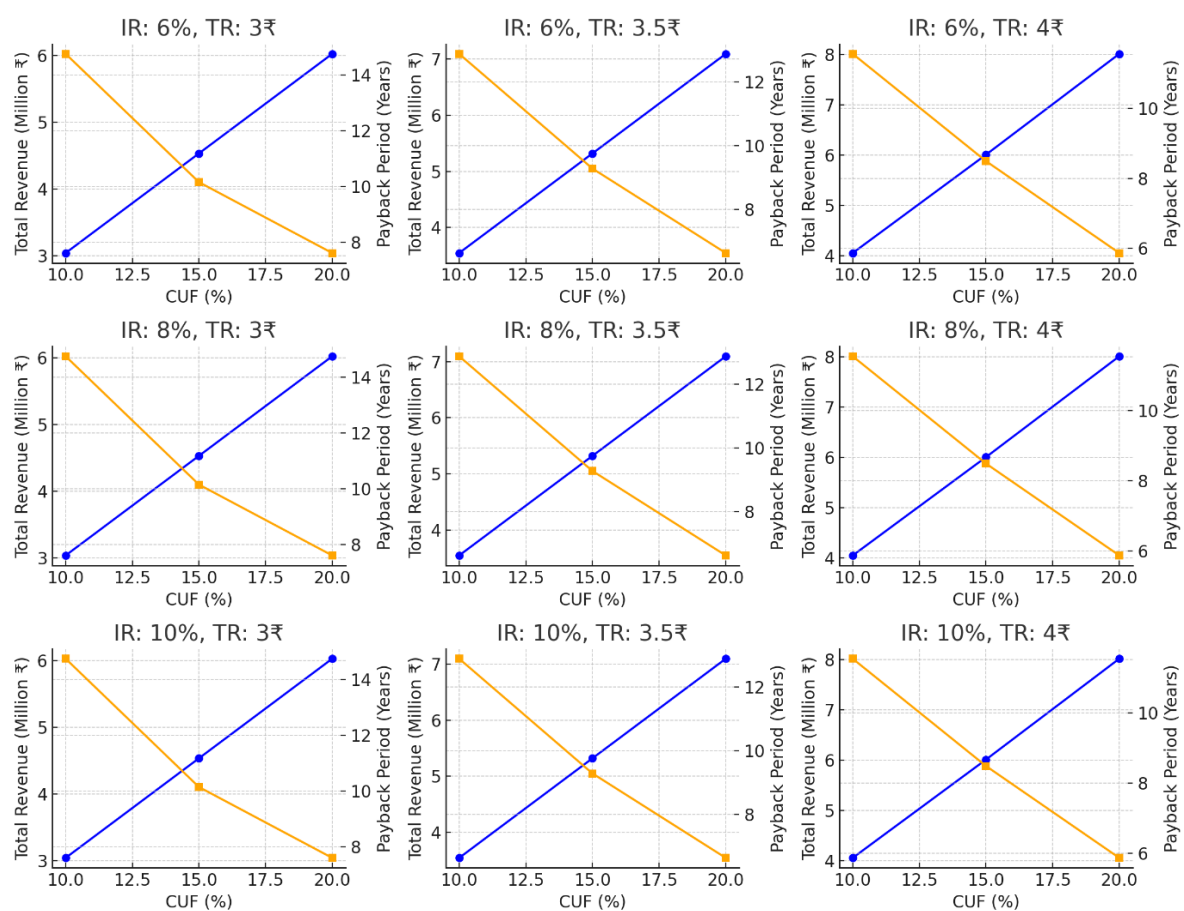 IR: 6%, TR: 3₹
Total Revenue (Million ₹)
6
5
4
3
14
12
10
8
Payback Period (Years)
10.0 12.5 15.0 17.5 20.0
CUF (%)
IR: 6%, TR: 3.5₹
Total Revenue (Million ₹)
7
6
5
4
12
10
8
Payback Period (Years)
10.0 12.5 15.0 17.5 20.0
CUF (%)
IR: 6%, TR: 4₹
Total Revenue (Million ₹)
8
7
6
5
4
10
8
6
Payback Period (Years)
10.0 12.5 15.0 17.5 20.0
CUF (%)
IR: 8%, TR: 3₹
Total Revenue (Million ₹)
6
5
4
3
14
12
10
8
Payback Period (Years)
10.0 12.5 15.0 17.5 20.0
CUF (%)
IR: 8%, TR: 3.5₹
Total Revenue (Million ₹)
7
6
5
4
12
10
8
Payback Period (Years)
10.0 12.5 15.0 17.5 20.0
CUF (%)
IR: 8%, TR: 4₹
Total Revenue (Million ₹)
8
7
6
5
4
10
8
6
Payback Period (Years)
10.0 12.5 15.0 17.5 20.0
CUF (%)
IR: 10%, TR: 3₹
Total Revenue (Million ₹)
6
5
4
3
14
12
10
8
Payback Period (Years)
10.0 12.5 15.0 17.5 20.0
CUF (%)
IR: 10%, TR: 3.5₹
Total Revenue (Million ₹)
7
6
5
4
12
10
8
Payback Period (Years)
10.0 12.5 15.0 17.5 20.0
CUF (%)
IR: 10%, TR: 4₹
Total Revenue (Million ₹)
8
7
6
5
4
10
8
6
Payback Period (Years)
10.0 12.5 15.0 17.5 20.0
CUF (%)